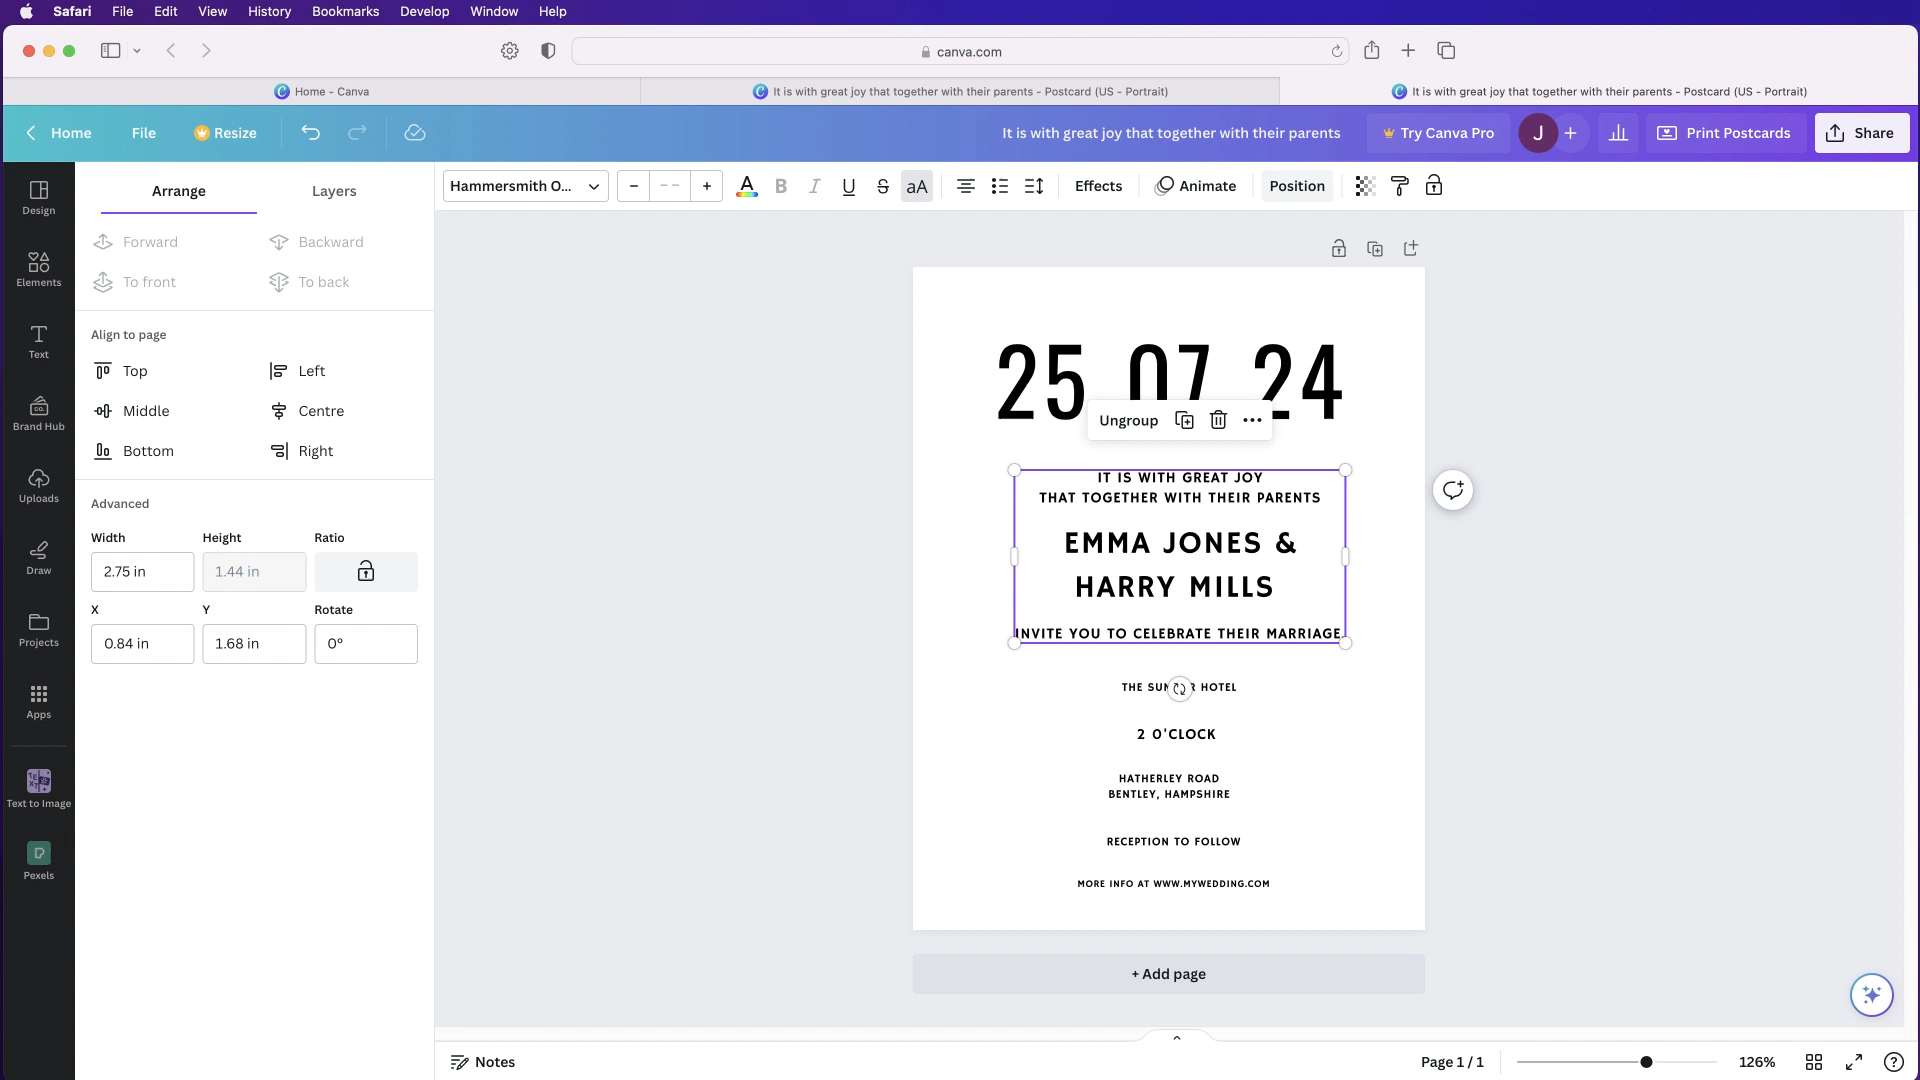 Safari File Edit View History Bookmarks Develop Window Help
canva.com
Home - Canva
It is with great joy that together with their parents - Postcard (US - Portrait)
It is with great joy that together with their parents - Postcard (US - Portrait)
Home File Resize
It is with great joy that together with their parents
Try Canva Pro
J
Print Postcards
Share
Design
Elements
Text
Brand Hub
Uploads
Draw
Projects
Apps
Text to Image
Pexels
Arrange Layers
Forward Backward
To front To back
Align to page
Top Left
Middle Centre
Bottom Right
Advanced
Width Height Ratio
2.75 in 1.44 in
X Y Rotate
0.84 in 1.68 in 0°
Hammersmith O... – -- + A B I U S aA Effects Animate Position
25 07 24
Ungroup
IT IS WITH GREAT JOY
THAT TOGETHER WITH THEIR PARENTS
EMMA JONES &
HARRY MILLS
INVITE YOU TO CELEBRATE THEIR MARRIAGE
THE HOTEL
2 O'CLOCK
HATHERLEY ROAD
BENTLEY, HAMPSHIRE
RECEPTION TO FOLLOW
MORE INFO AT WWW.MYWEDDING.COM
+ Add page
Notes
Page 1 / 1
126%